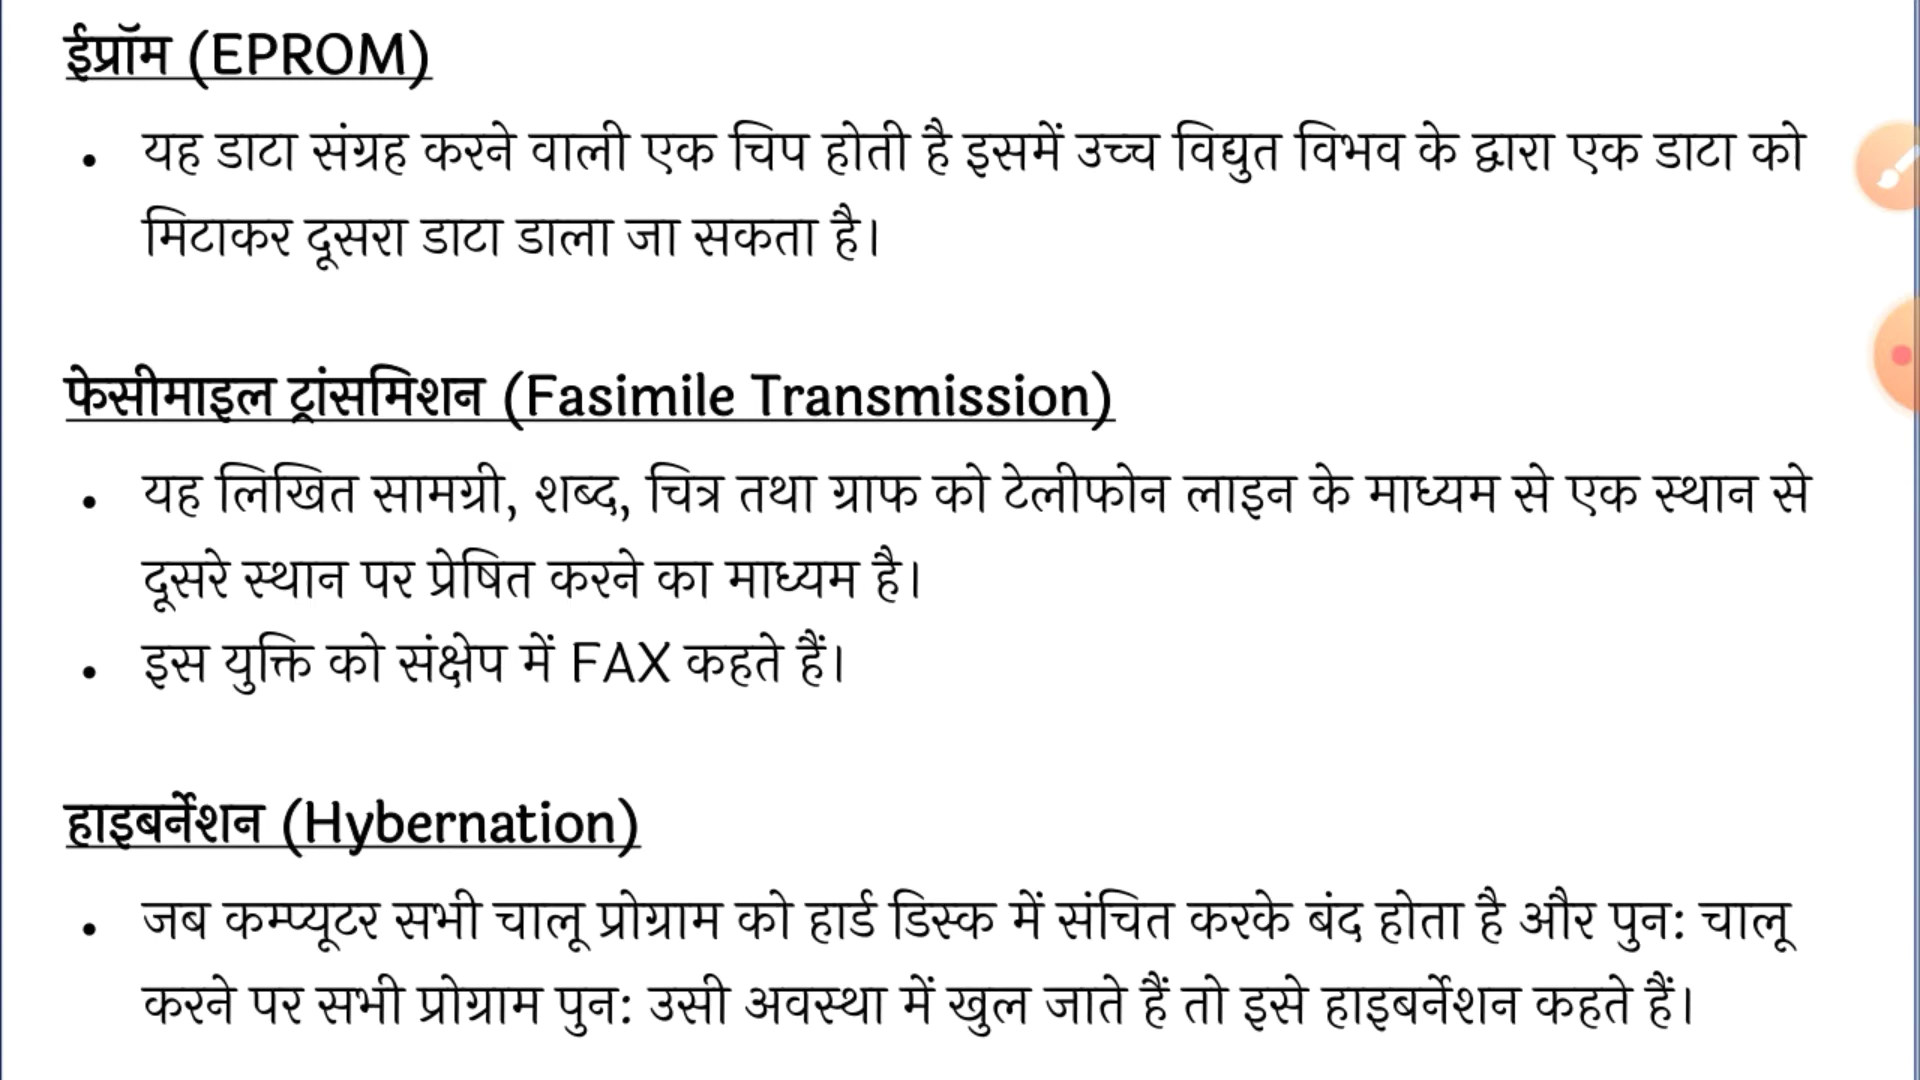 ईप्रॉम (EPROM)
• यह डाटा संग्रह करने वाली एक चिप होती है इसमें उच्च विद्युत विभव के द्वारा एक डाटा को
मिटाकर दूसरा डाटा डाला जा सकता है।
फेसीमाइल ट्रांसमिशन (Fasimile Transmission)
• यह लिखित सामग्री, शब्द, चित्र तथा ग्राफ को टेलीफोन लाइन के माध्यम से एक स्थान से
दूसरे स्थान पर प्रेषित करने का माध्यम है।
• इस युक्ति को संक्षेप में FAX कहते हैं।
हाइबर्नेशन (Hybernation)
• जब कम्प्यूटर सभी चालू प्रोग्राम को हार्ड डिस्क में संचित करके बंद होता है और पुन: चालू
करने पर सभी प्रोग्राम पुन: उसी अवस्था में खुल जाते हैं तो इसे हाइबर्नेशन कहते हैं।